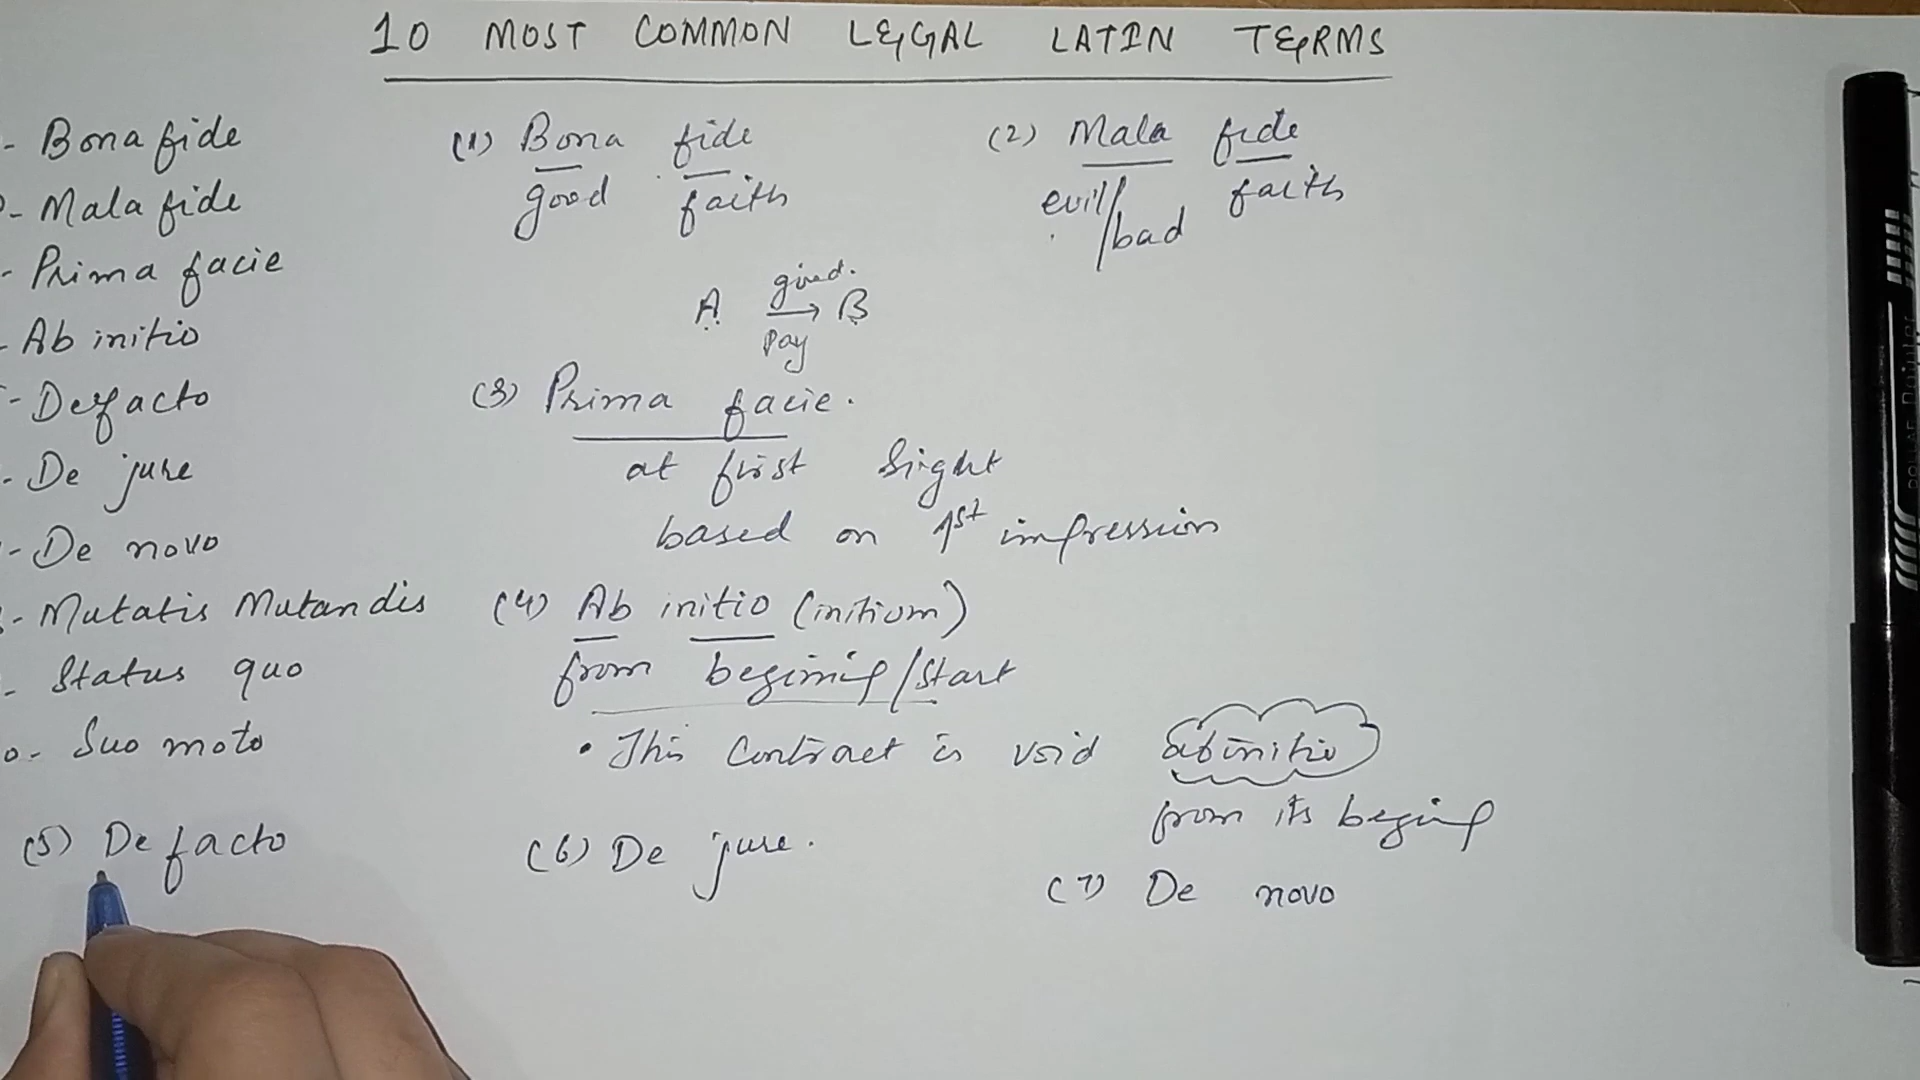 10 MOST COMMON LEGAL LATIN TERMS
- Bona fide
- Mala fide
- Prima facie
- Ab initio
- Defacto
- De jure
- De novo
- Mutatis Mutandis
- Status quo
0- Suo moto
(1) Bona fide
good faith
(2) Mala fide
evil/ faith
/bad
A → B
Pay
(3) Prima facie.
at first sight
based on 1st impression
(4) Ab initio (initium)
from begining/start
• This contract is void abinitio
from its
(5) De facto
(6) De jure.
(7) De novo